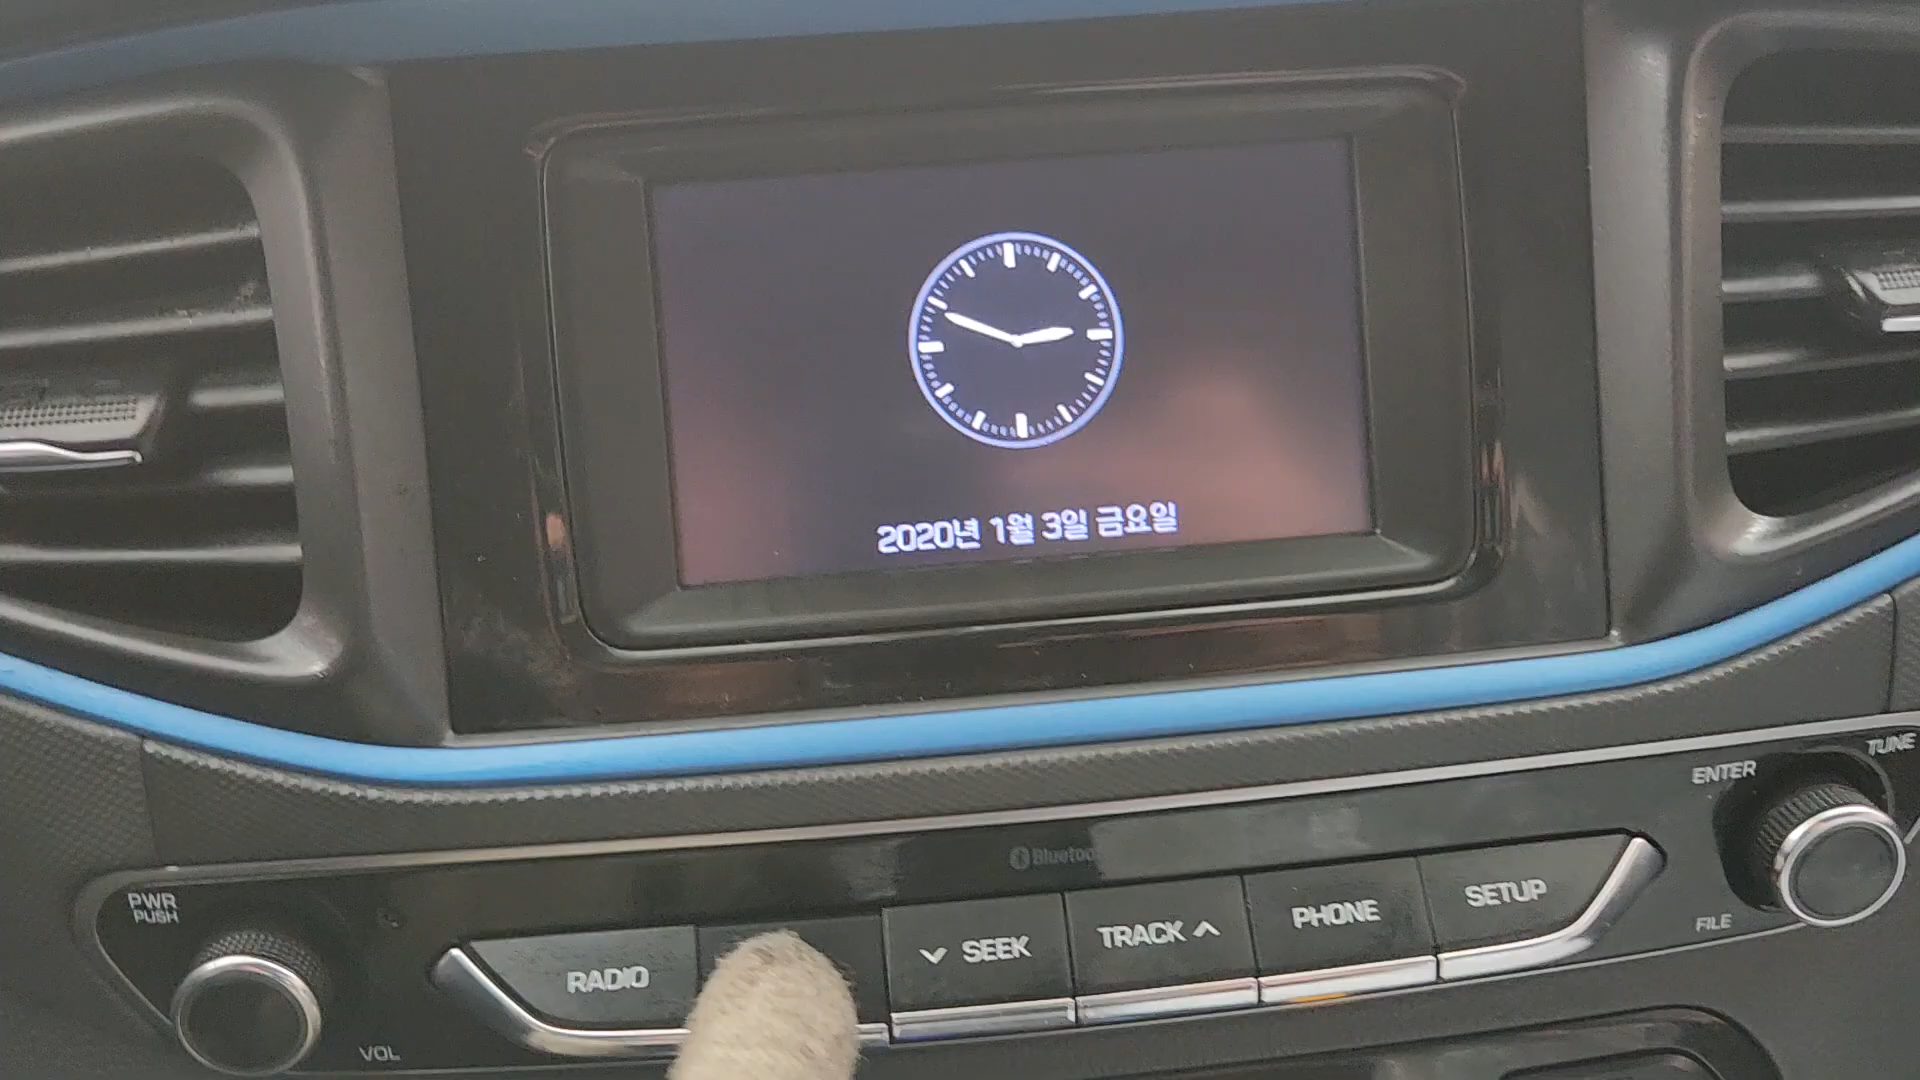 2020년 1월 3일 금요일
TUNE
ENTER
Bluetoo
PWR
PUSH
RADIO
SEEK
TRACK
PHONE
SETUP
FILE
VOL